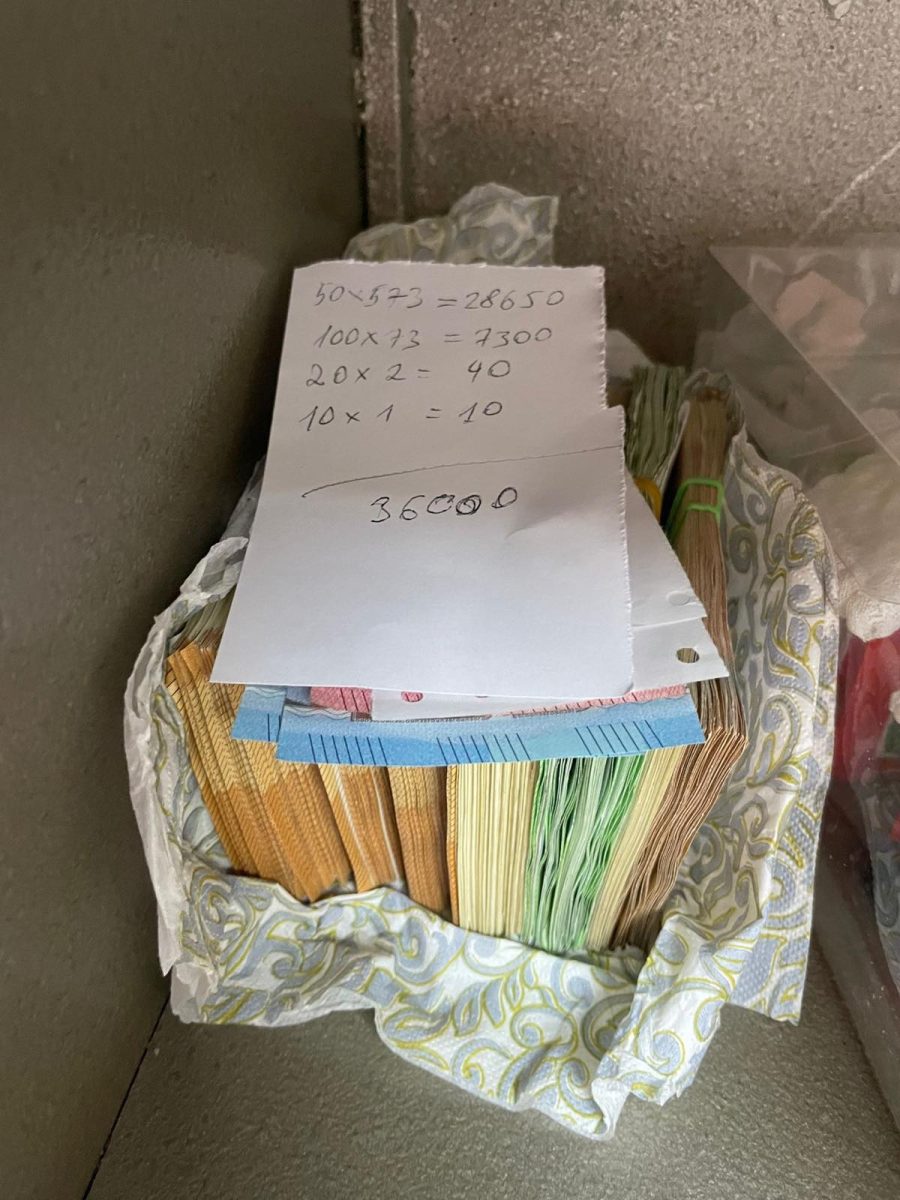 50×573 = 28650
100×73 = 7300
20×2 = 40
10×1 = 10
36000